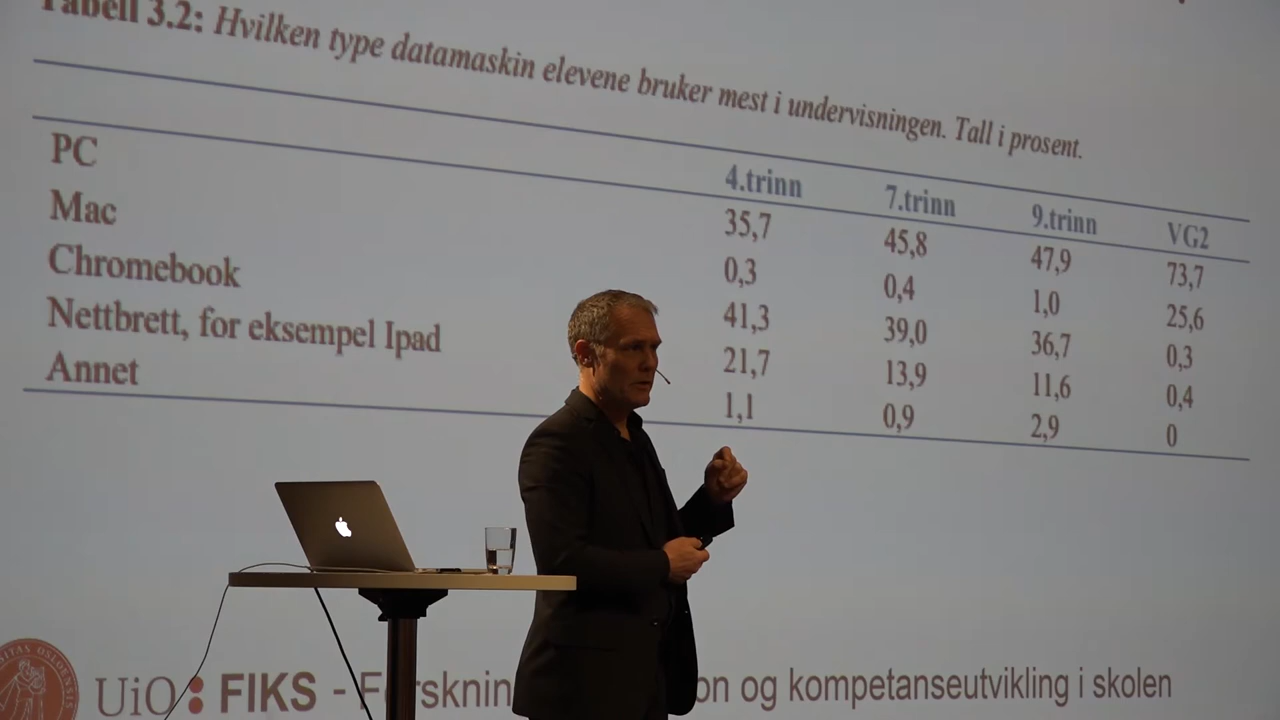 Tabell 3.2: Hvilken type datamaskin elevene bruker mest i undervisningen. Tall i prosent.
4.trinn 7.trinn 9.trinn VG2
PC 35,7 45,8 47,9 73,7
Mac 0,3 0,4 1,0 25,6
Chromebook 41,3 39,0 36,7 0,3
Nettbrett, for eksempel Ipad 21,7 13,9 11,6 0,4
Annet 1,1 0,9 2,9 0
UiO: FIKS - Forskning on og kompetanseutvikling i skolen